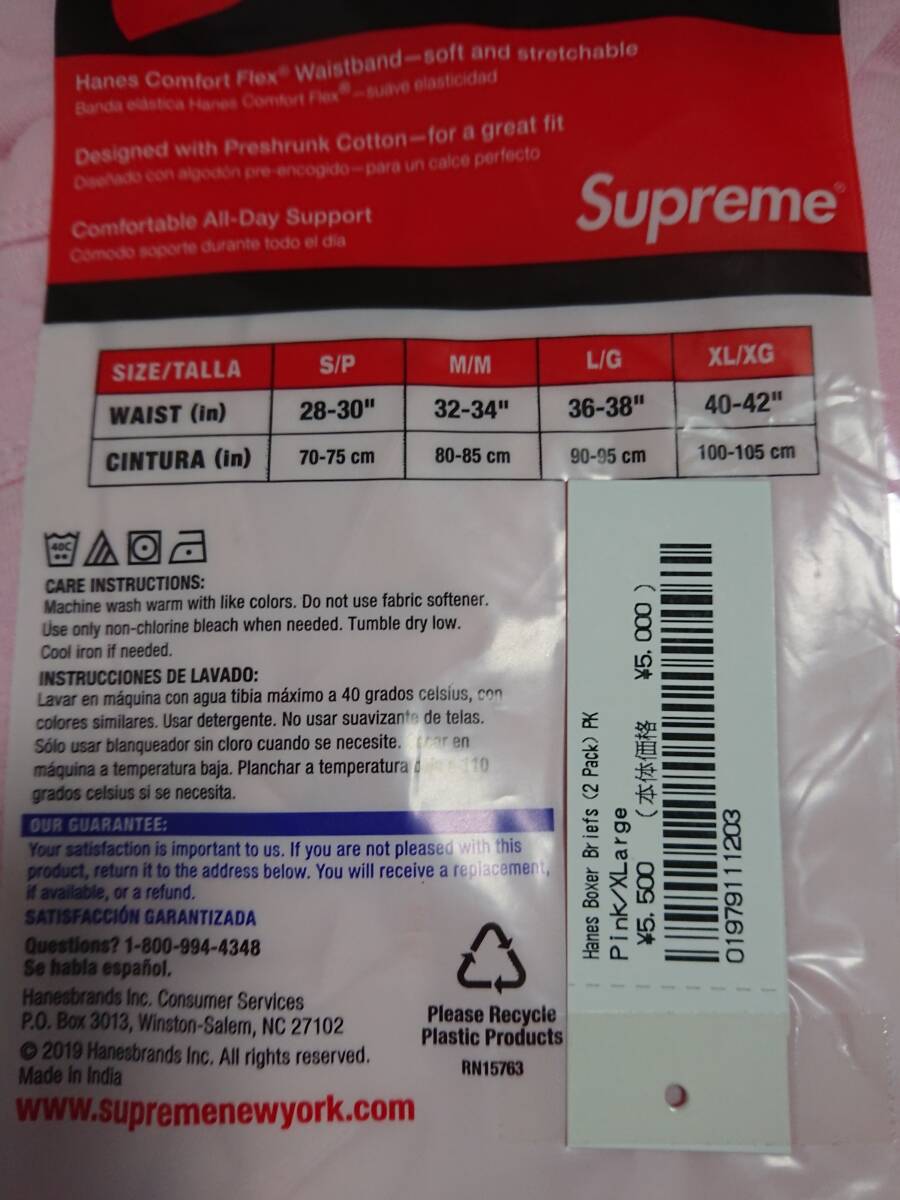 Hanes Comfort Flex® Waistband—soft and stretchable
Banda elástica Hanes Comfort Flex®—suave elasticidad
Designed with Preshrunk Cotton—for a great fit
Diseñado con algodón pre-encogido—para un calce perfecto
Comfortable All-Day Support
Cómodo soporte durante todo el día
Supreme®
SIZE/TALLA S/P M/M L/G XL/XG
WAIST (in) 28-30" 32-34" 36-38" 40-42"
CINTURA (in) 70-75 cm 80-85 cm 90-95 cm 100-105 cm
40C
CARE INSTRUCTIONS:
Machine wash warm with like colors. Do not use fabric softener.
Use only non-chlorine bleach when needed. Tumble dry low.
Cool iron if needed.
INSTRUCCIONES DE LAVADO:
Lavar en máquina con agua tibia máximo a 40 grados celsius, con
colores similares. Usar detergente. No usar suavizante de telas.
Sólo usar blanqueador sin cloro cuando se necesite. en
máquina a temperatura baja. Planchar a temperatura 110
grados celsius si se necesita.
OUR GUARANTEE:
Your satisfaction is important to us. If you are not pleased with this
product, return it to the address below. You will receive a replacement,
if available, or a refund.
SATISFACCIÓN GARANTIZADA
Questions? 1-800-994-4348
Se habla español.
Hanesbrands Inc. Consumer Services
P.O. Box 3013, Winston-Salem, NC 27102
© 2019 Hanesbrands Inc. All rights reserved.
Made in India
www.supremenewyork.com
Please Recycle
Plastic Products
RN15763
Hanes Boxer Briefs (2 Pack) PK
Pink/XLarge
¥5,500 (本体価格 ¥5,000 )
01979111203